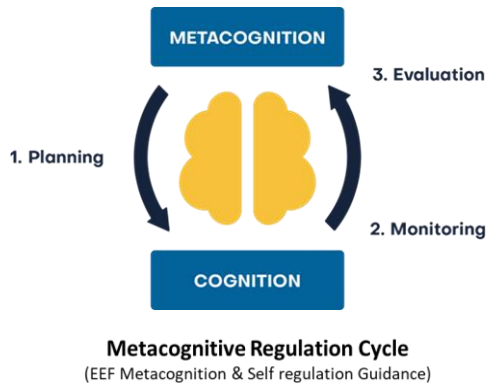 METACOGNITION
3. Evaluation
1. Planning
2. Monitoring
COGNITION
Metacognitive Regulation Cycle
(EEF Metacognition & Self regulation Guidance)